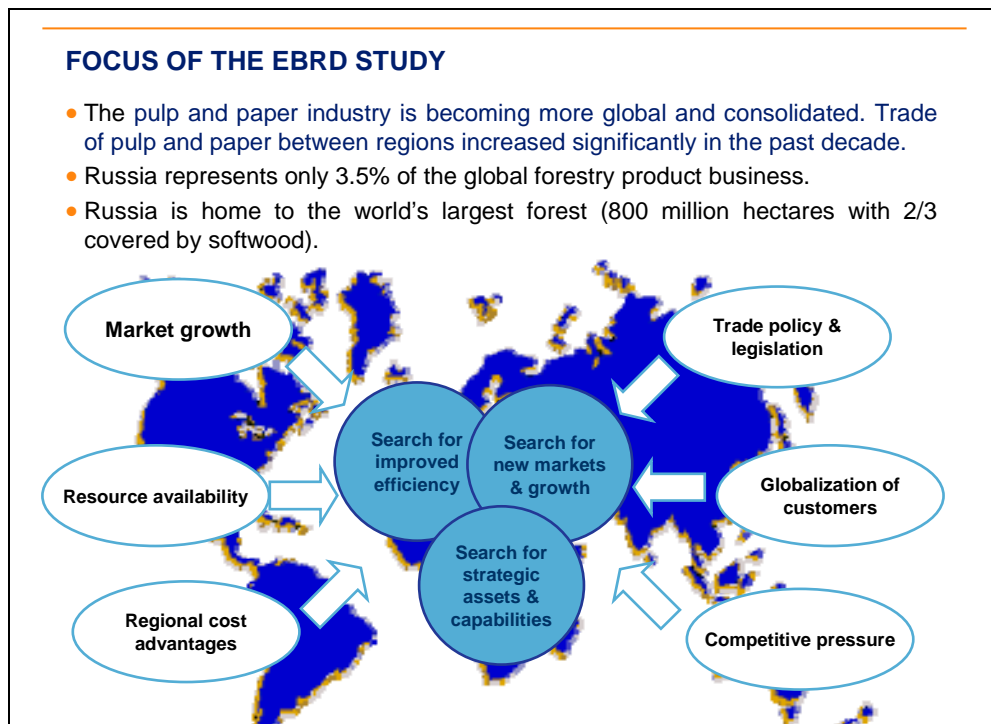 FOCUS OF THE EBRD STUDY
• The pulp and paper industry is becoming more global and consolidated. Trade
of pulp and paper between regions increased significantly in the past decade.
• Russia represents only 3.5% of the global forestry product business.
• Russia is home to the world's largest forest (800 million hectares with 2/3
covered by softwood).
Market growth
Trade policy &
legislation
Search for
improved
efficiency
Search for
new markets
& growth
Resource availability
Globalization of
customers
Search for
strategic
assets &
capabilities
Regional cost
advantages
Competitive pressure